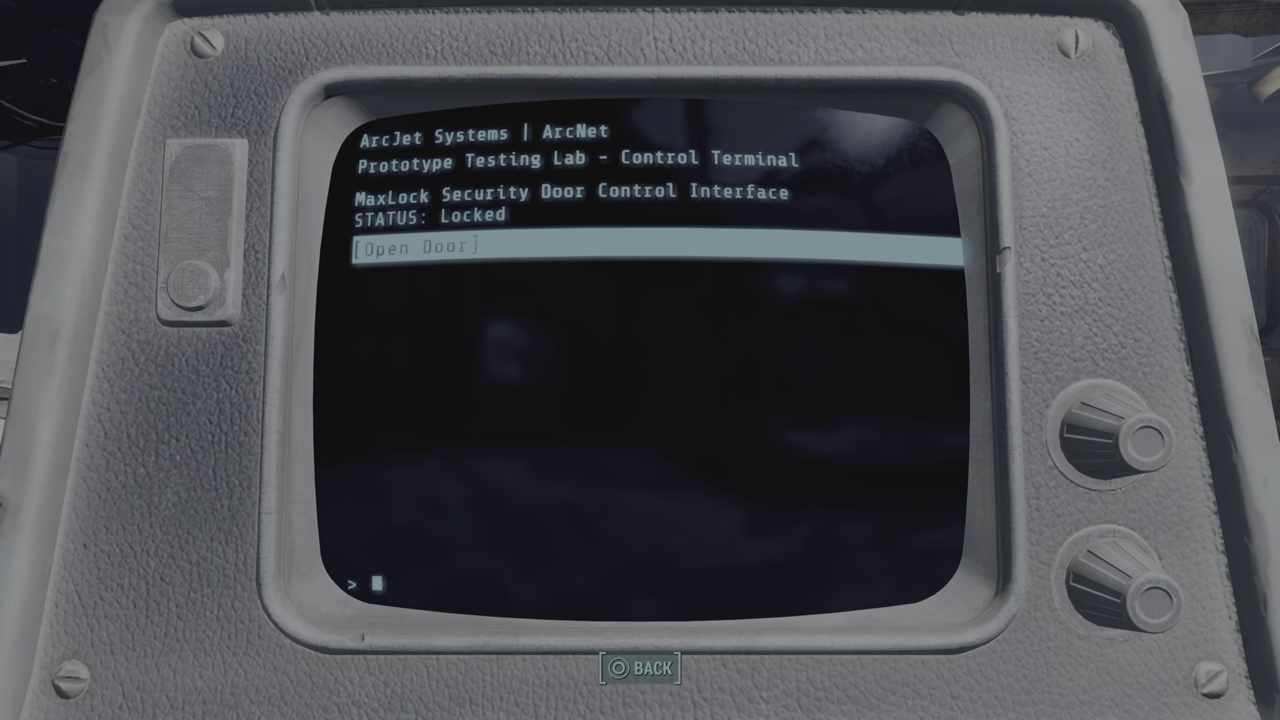 ArcJet Systems | ArcNet
Prototype Testing Lab - Control Terminal
MaxLock Security Door Control Interface
STATUS: Locked
[Open Door]
>
BACK